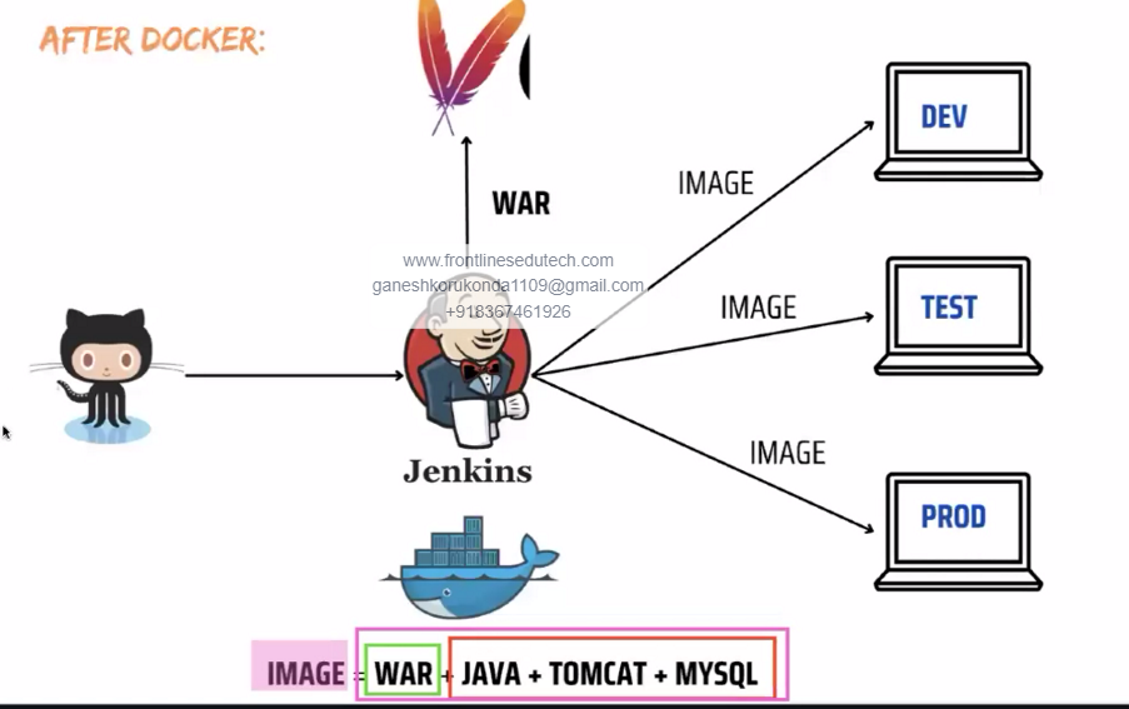 AFTER DOCKER:
WAR
www.frontlinesedutech.com
ganeshkorukonda1109@gmail.com
+918367461926
Jenkins
IMAGE
DEV
IMAGE
TEST
IMAGE
PROD
IMAGE = WAR + JAVA + TOMCAT + MYSQL